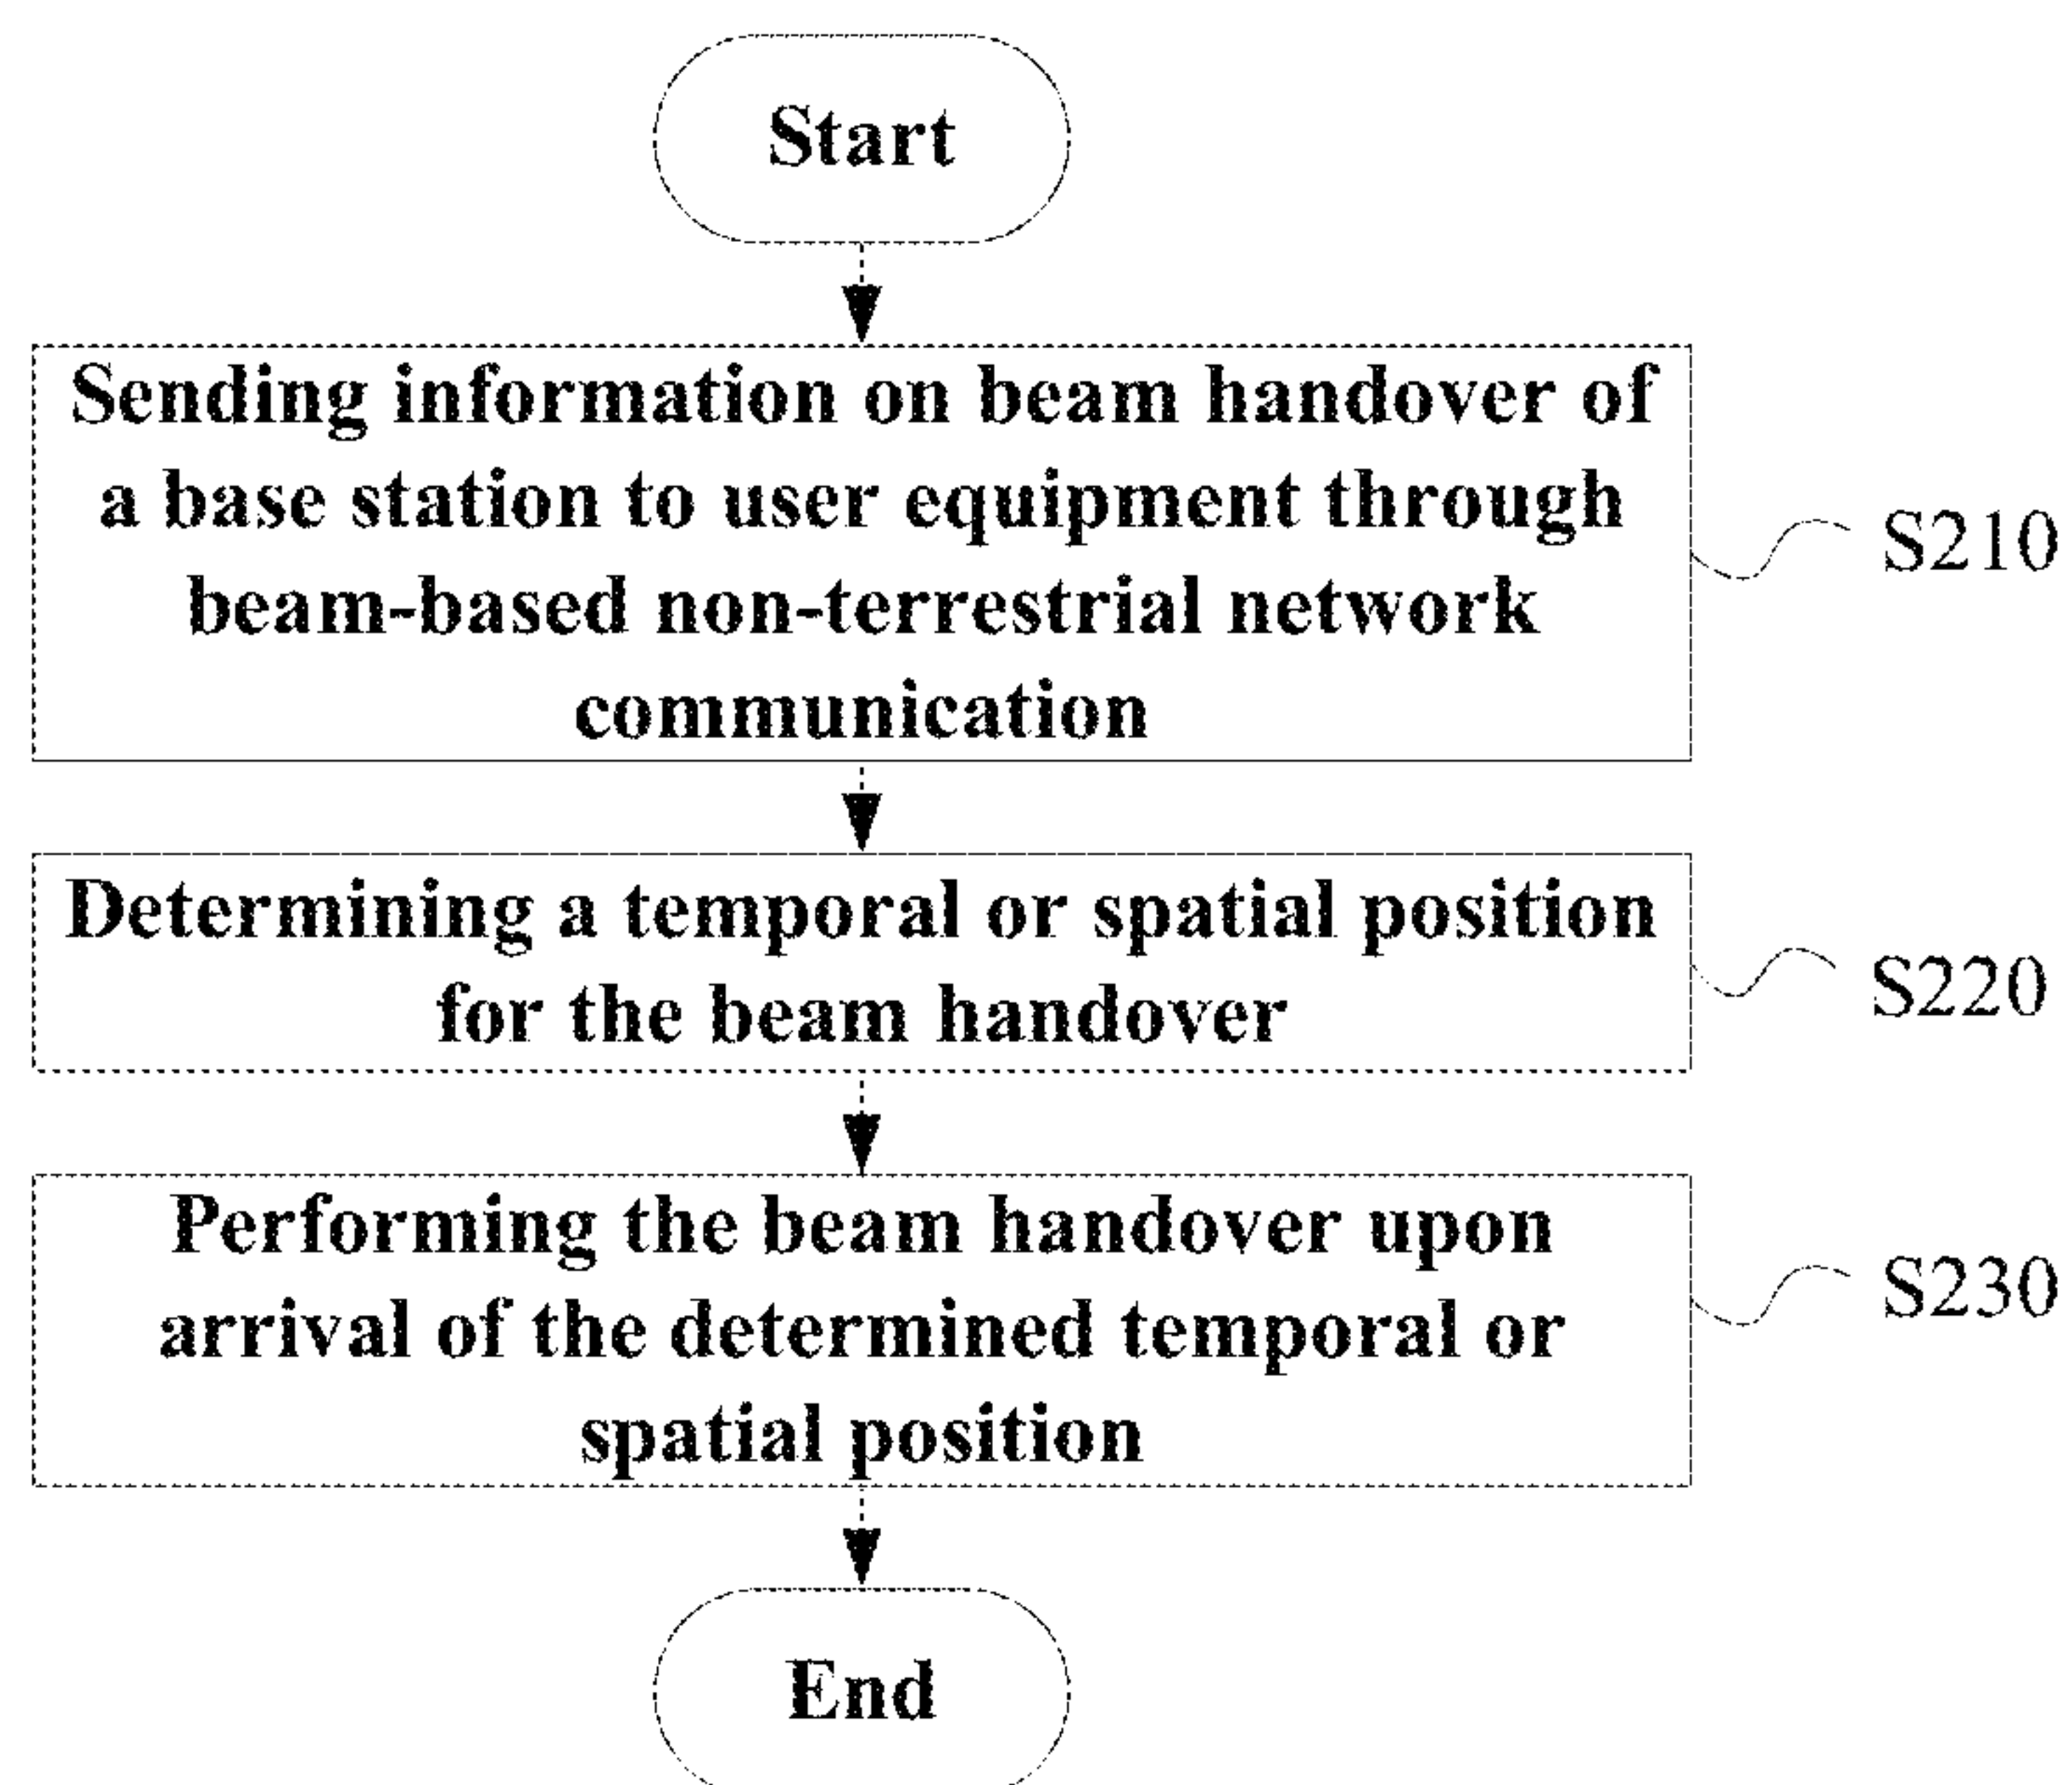 Start
Sending information on beam handover of
a base station to user equipment through
beam-based non-terrestrial network
communication
S210
Determining a temporal or spatial position
for the beam handover
S220
Performing the beam handover upon
arrival of the determined temporal or
spatial position
S230
End